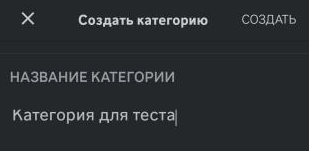 Создать категорию СОЗДАТЬ
НАЗВАНИЕ КАТЕГОРИИ
Категория для теста